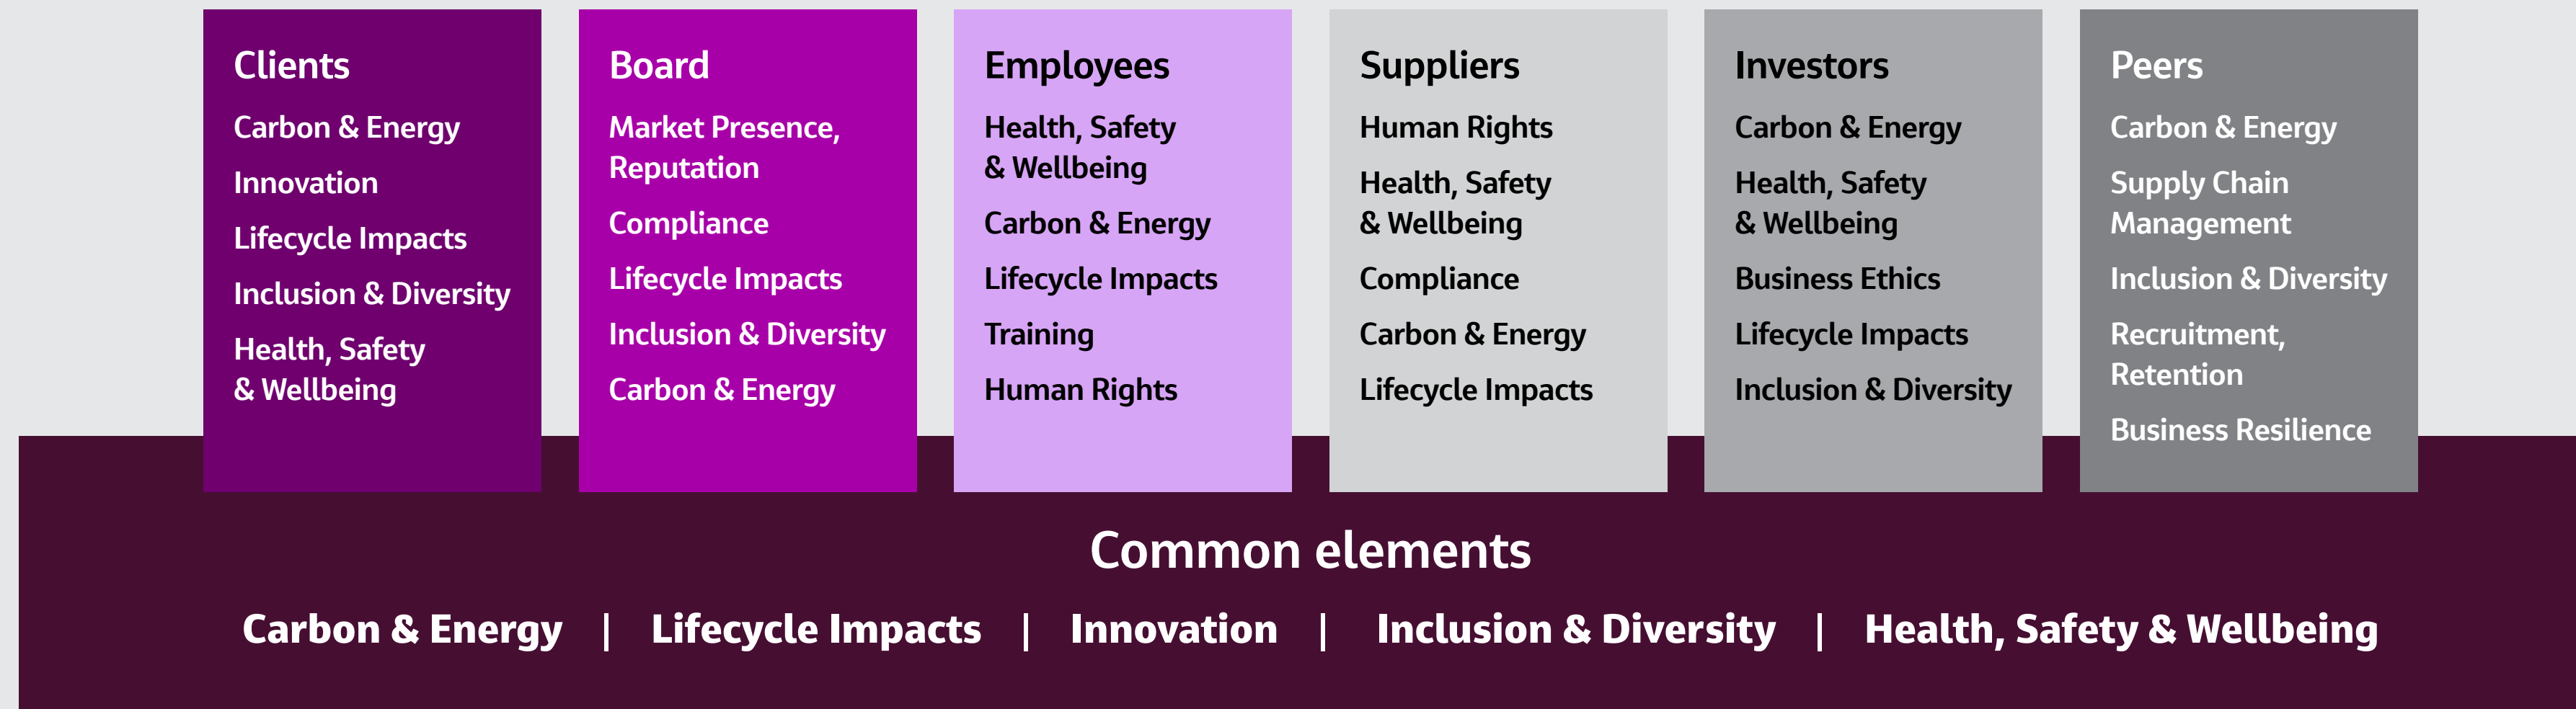 Clients
Carbon & Energy
Innovation
Lifecycle Impacts
Inclusion & Diversity
Health, Safety
& Wellbeing
Board
Market Presence,
Reputation
Compliance
Lifecycle Impacts
Inclusion & Diversity
Carbon & Energy
Employees
Health, Safety
& Wellbeing
Carbon & Energy
Lifecycle Impacts
Training
Human Rights
Suppliers
Human Rights
Health, Safety
& Wellbeing
Compliance
Carbon & Energy
Lifecycle Impacts
Investors
Carbon & Energy
Health, Safety
& Wellbeing
Business Ethics
Lifecycle Impacts
Inclusion & Diversity
Peers
Carbon & Energy
Supply Chain
Management
Inclusion & Diversity
Recruitment,
Retention
Business Resilience
Common elements
Carbon & Energy | Lifecycle Impacts | Innovation | Inclusion & Diversity | Health, Safety & Wellbeing